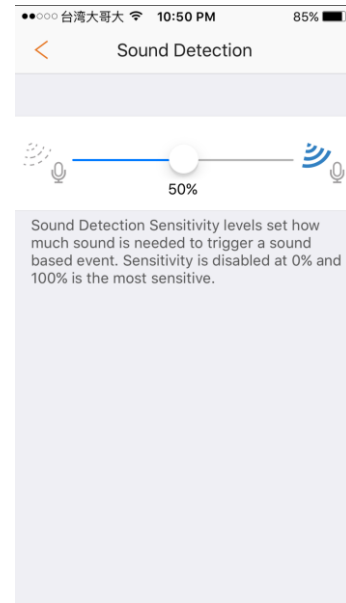 台湾大哥大 10:50 PM 85%
Sound Detection
50%
Sound Detection Sensitivity levels set how
much sound is needed to trigger a sound
based event. Sensitivity is disabled at 0% and
100% is the most sensitive.